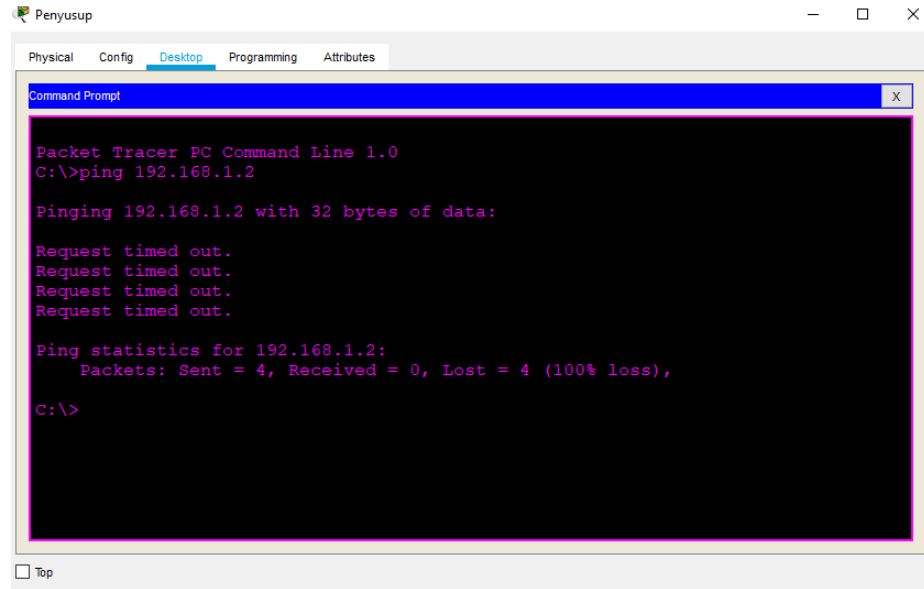 Penyusup
Physical Config Desktop Programming Attributes
Command Prompt X
Packet Tracer PC Command Line 1.0
C:\>ping 192.168.1.2
Pinging 192.168.1.2 with 32 bytes of data:
Request timed out.
Request timed out.
Request timed out.
Request timed out.
Ping statistics for 192.168.1.2:
    Packets: Sent = 4, Received = 0, Lost = 4 (100% loss),
C:\>
Top